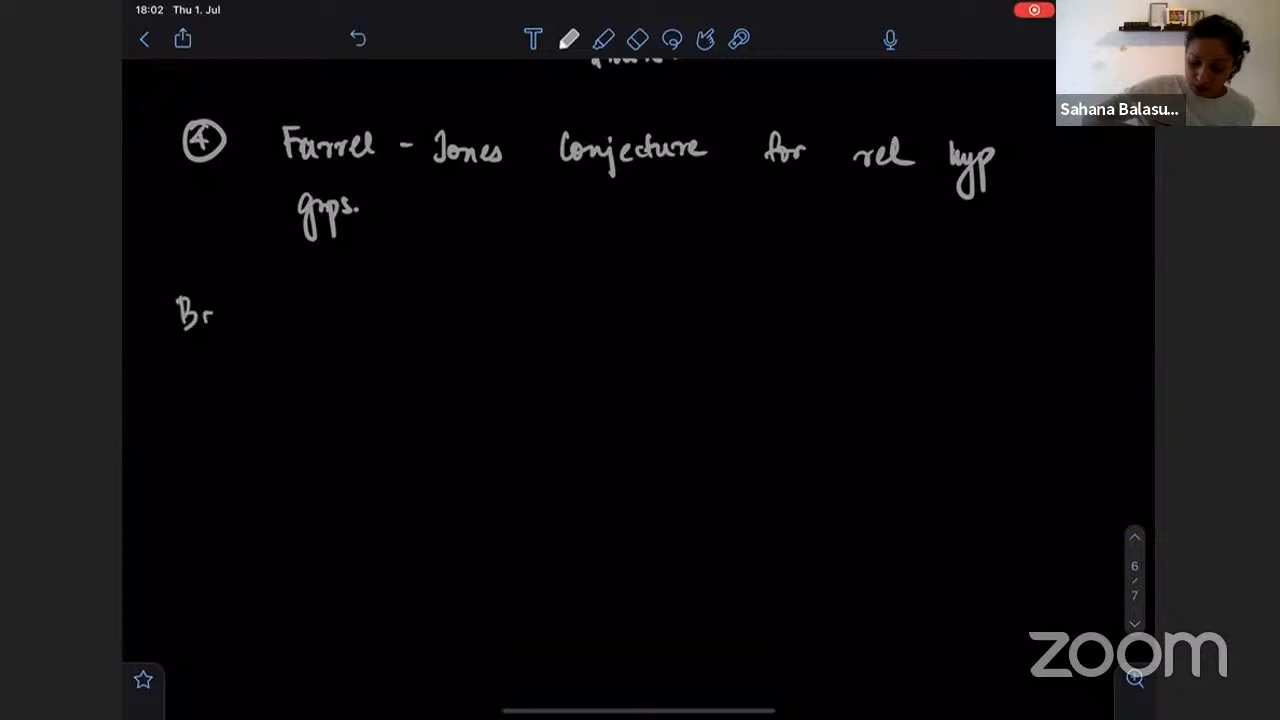 18:02 Thu 1. Jul
Sahana Balasu...
④ Farrel - Jones Conjecture for rel hyp
grps.
Br
6
/
7
zoom